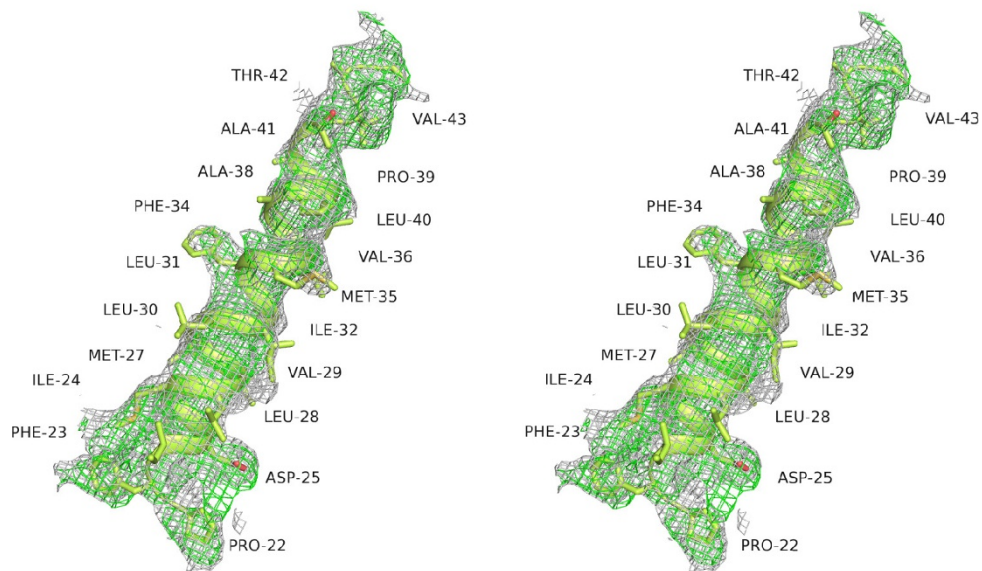 THR-42
VAL-43
ALA-41
ALA-38
PRO-39
PHE-34
LEU-40
LEU-31
VAL-36
MET-35
LEU-30
ILE-32
MET-27
VAL-29
ILE-24
LEU-28
PHE-23
ASP-25
PRO-22
THR-42
VAL-43
ALA-41
ALA-38
PRO-39
PHE-34
LEU-40
LEU-31
VAL-36
MET-35
LEU-30
ILE-32
MET-27
VAL-29
ILE-24
LEU-28
PHE-23
ASP-25
PRO-22